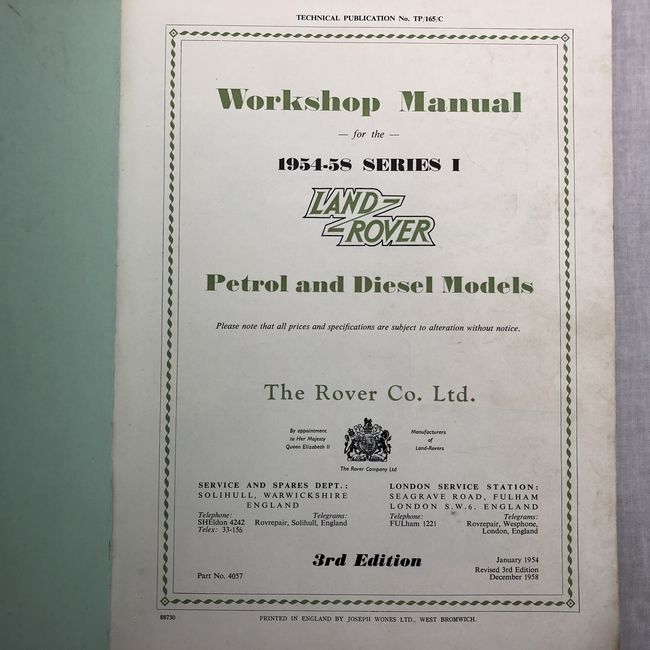 TECHNICAL PUBLICATION No. TP/165/C
Workshop Manual
— for the —
1954-58 SERIES I
LAND-
ROVER
Petrol and Diesel Models
Please note that all prices and specifications are subject to alteration without notice.
The Rover Co. Ltd.
By appointment
to Her Majesty
Queen Elizabeth II
Manufacturers
of
Land-Rovers
The Rover Company Ltd
SERVICE AND SPARES DEPT.:
SOLIHULL, WARWICKSHIRE
ENGLAND
Telephone: Telegrams:
SHEldon 4242 Rovrepair, Solihull, England
Telex: 33-156
LONDON SERVICE STATION:
SEAGRAVE ROAD, FULHAM
LONDON S.W.6. ENGLAND
Telephone: Telegrams:
FULham 1221 Rovrepair, Wesphone,
London, England
3rd Edition
Part No. 4057
January 1954
Revised 3rd Edition
December 1958
88730 PRINTED IN ENGLAND BY JOSEPH WONES LTD., WEST BROMWICH.